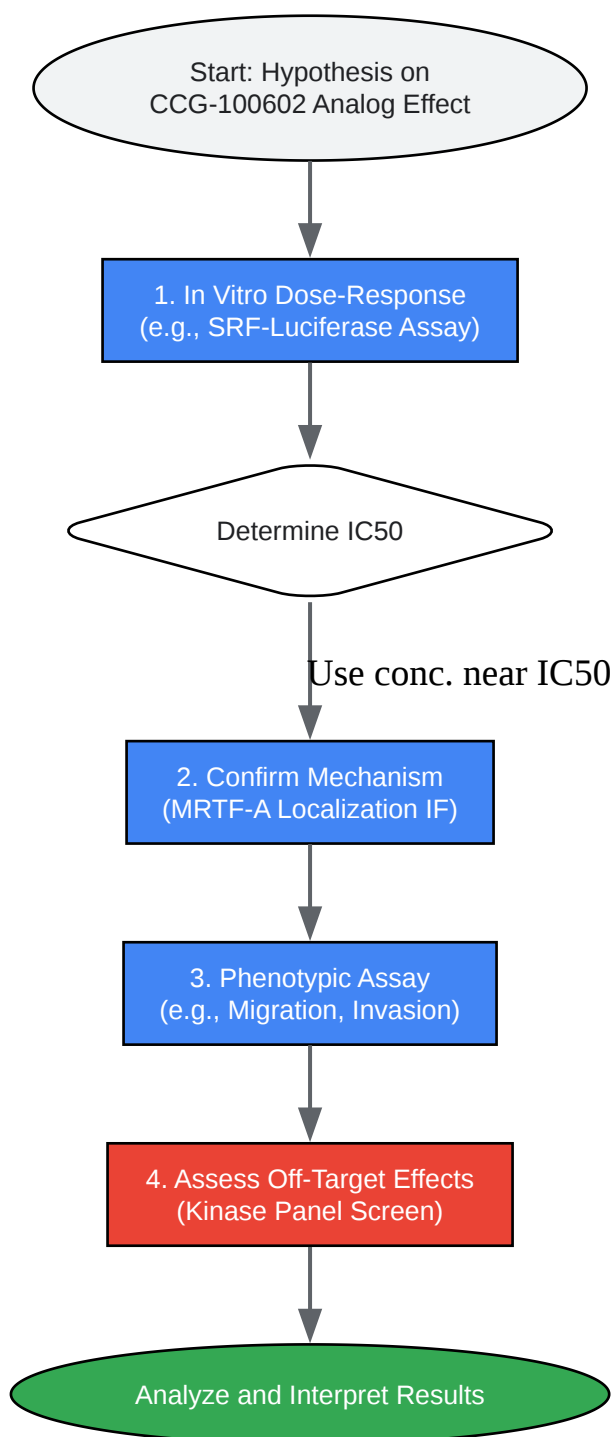 Start: Hypothesis on
CCG-100602 Analog Effect
1. In Vitro Dose-Response
(e.g., SRF-Luciferase Assay)
Determine IC50
Use conc. near IC50
2. Confirm Mechanism
(MRTF-A Localization IF)
3. Phenotypic Assay
(e.g., Migration, Invasion)
4. Assess Off-Target Effects
(Kinase Panel Screen)
Analyze and Interpret Results